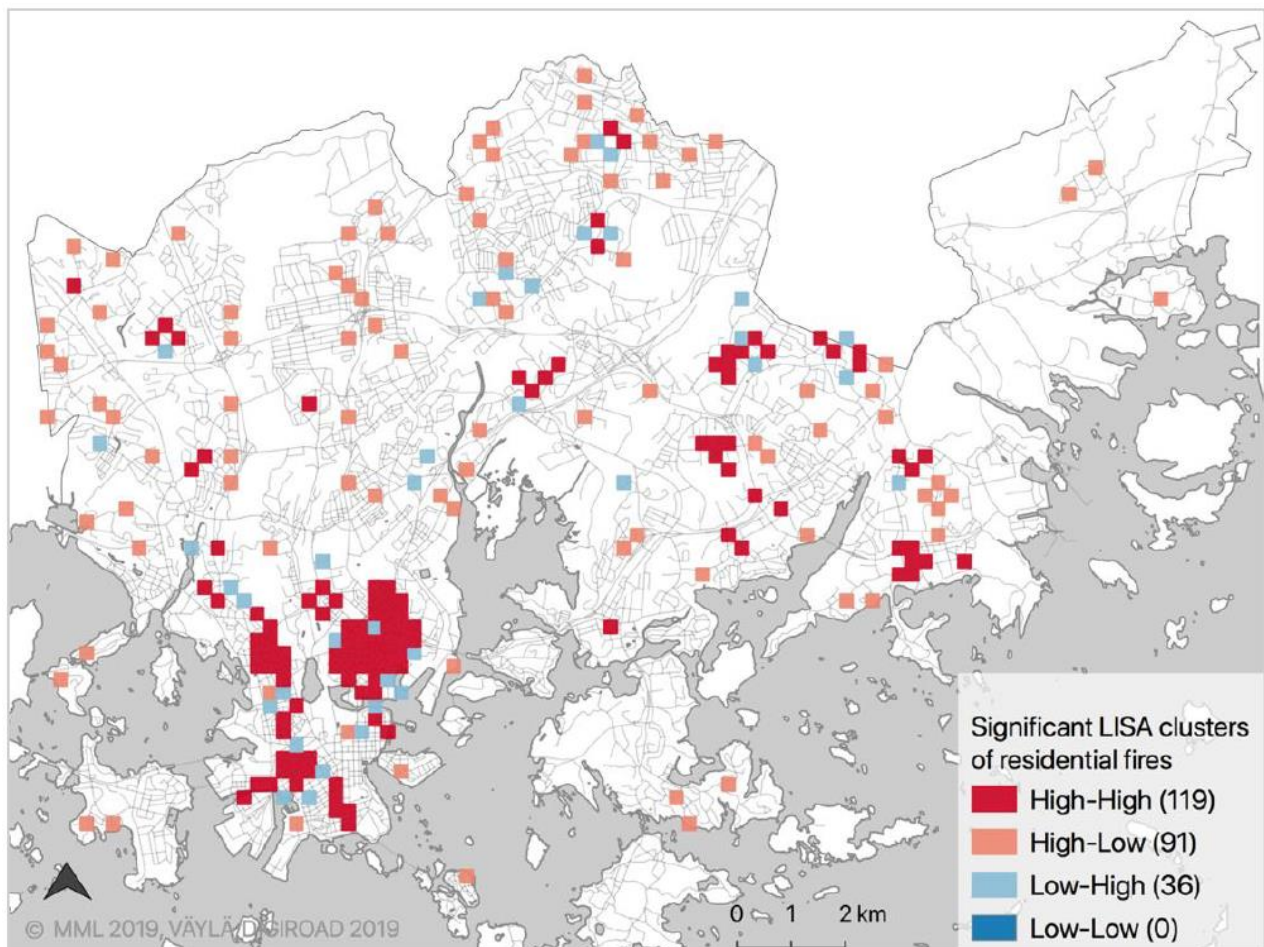 Significant LISA clusters
of residential fires
High-High (119)
High-Low (91)
Low-High (36)
Low-Low (0)
0 1 2 km
© MML 2019, VÄYLÄ-DIGIROAD 2019